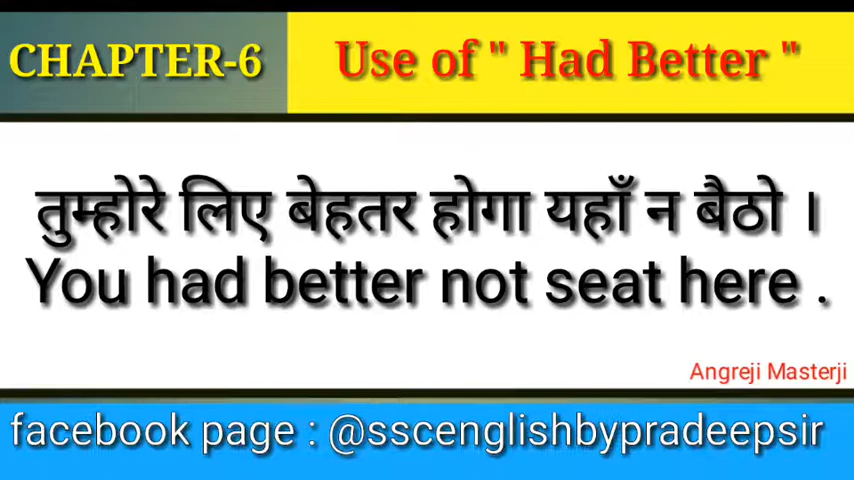 CHAPTER-6
Use of " Had Better "
तुम्होरे लिए बेहतर होगा यहाँ न बैठो ।
You had better not seat here .
Angreji Masterji
facebook page : @sscenglishbypradeepsir